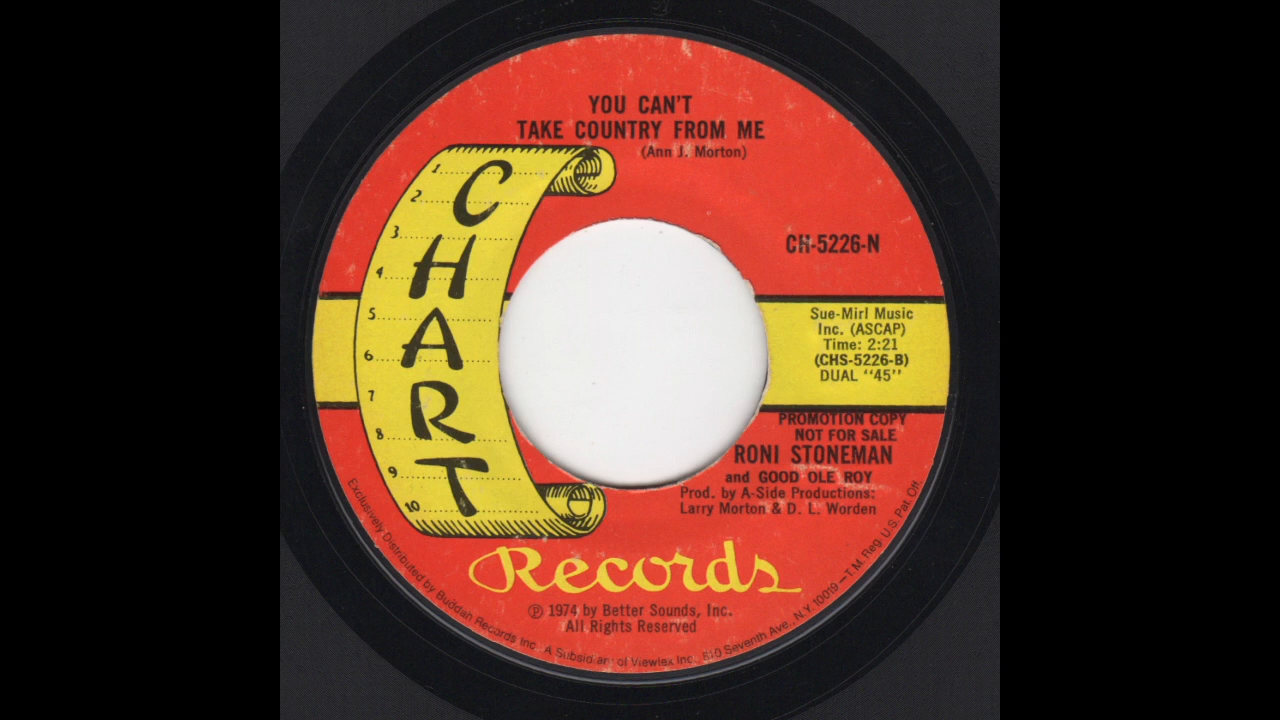 YOU CAN'T
TAKE COUNTRY FROM ME
(Ann J. Morton)
1
2
3
4
5
6
7
8
9
10
CHART
Records
CH-5226-N
Sue-Mirl Music
Inc. (ASCAP)
Time: 2:21
(CHS-5226-B)
DUAL "45"
PROMOTION COPY
NOT FOR SALE
RONI STONEMAN
and GOOD OLE ROY
Prod. by A-Side Productions:
Larry Morton & D. L. Worden
℗ 1974 by Better Sounds, Inc.
All Rights Reserved
Exclusively Distributed by Buddah Records Inc. A Subsidiary of Viewlex Inc., 810 Seventh Ave., N.Y. 10019—T.M. Reg. U.S. Pat. Off.